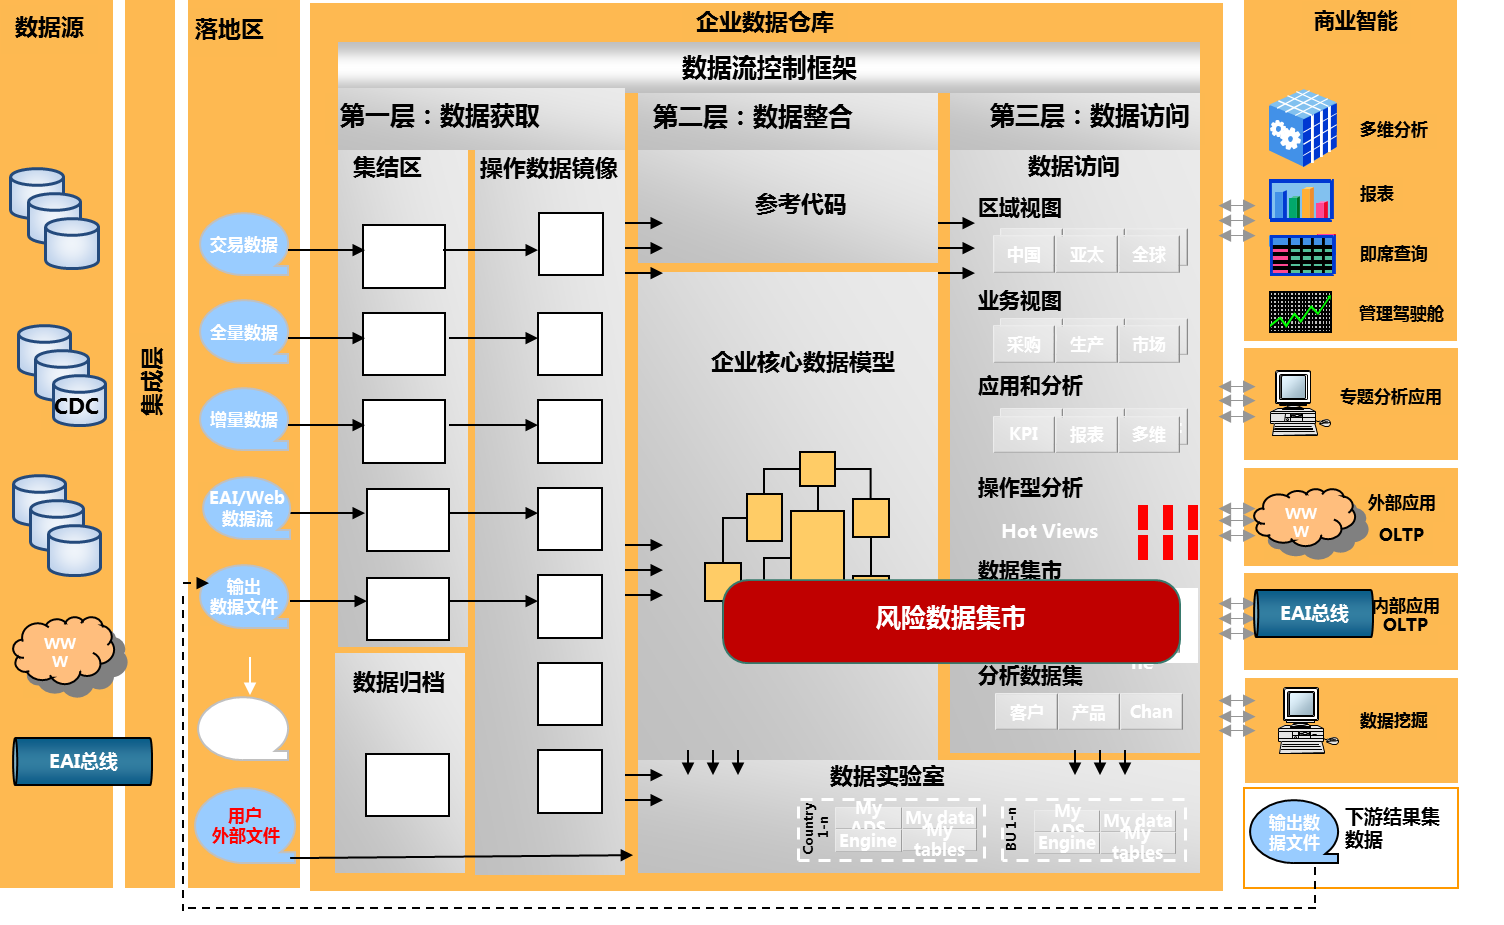 数据源
CDC
WW
W
EAI总线
集成层
落地区
交易数据
全量数据
增量数据
EAI/Web
数据流
输出
数据文件
用户
外部文件
企业数据仓库
数据流控制框架
第一层：数据获取
集结区
操作数据镜像
数据归档
第二层：数据整合
参考代码
企业核心数据模型
第三层：数据访问
数据访问
区域视图
中国
亚太
全球
业务视图
采购
生产
市场
应用和分析
KPI
报表
多维
操作型分析
Hot Views
数据集市
风险数据集市
分析数据集
客户
产品
Chan
数据实验室
Country
1-n
My
ADS
My data
Engine
My
tables
BU 1-n
My
ADS
My data
Engine
My
tables
商业智能
多维分析
报表
即席查询
管理驾驶舱
专题分析应用
WW
W
外部应用
OLTP
EAI总线
内部应用
OLTP
数据挖掘
输出数
据文件
下游结果集
数据